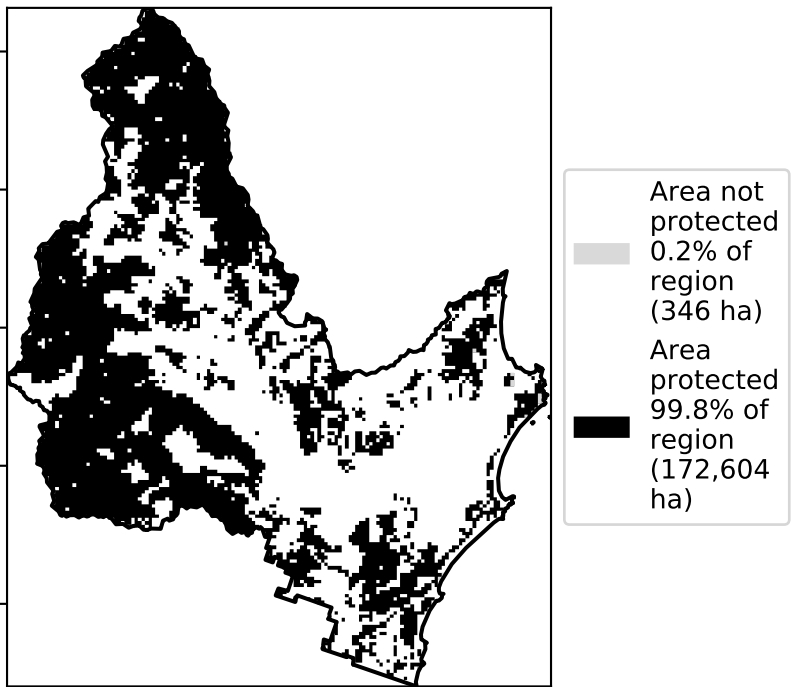 Area not
protected
0.2% of
region
(346 ha)
Area
protected
99.8% of
region
(172,604
ha)